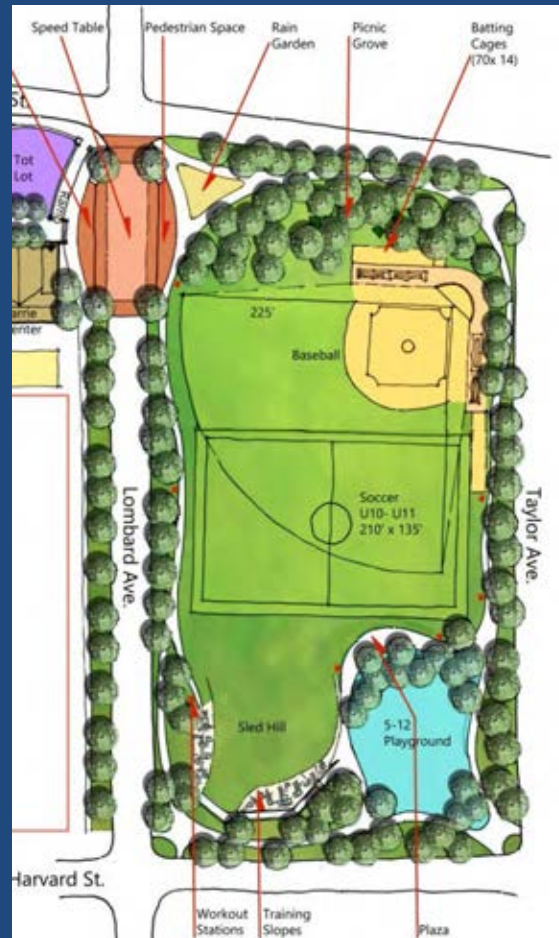 Speed Table
Pedestrian Space
Rain
Garden
Picnic
Grove
Batting
Cages
(70x 14)
St.
Tot
Lot
225'
Baseball
Soccer
U10- U11
210' x 135'
Lombard Ave.
Taylor Ave.
Sled Hill
5-12
Playground
Harvard St.
Workout
Stations
Training
Slopes
Plaza